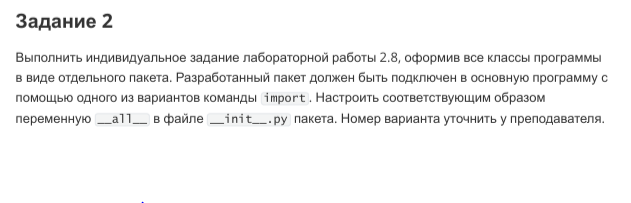 Задание 2
Выполнить индивидуальное задание лабораторной работы 2.8, оформив все классы программы
в виде отдельного пакета. Разработанный пакет должен быть подключен в основную программу с
помощью одного из вариантов команды import. Настроить соответствующим образом
переменную __all__ в файле __init__.py пакета. Номер варианта уточнить у преподавателя.